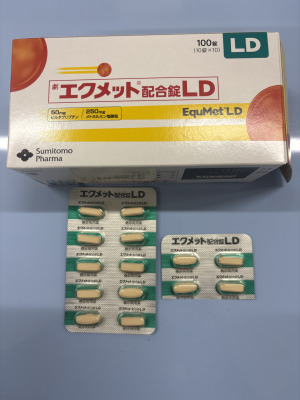 100錠
(10錠×10)
LD
劇 エクメット®配合錠LD
50mg
ビルダグリプチン
250mg
メトホルミン塩酸塩
EquMet® LD
Sumitomo
Pharma
エクメット配合錠LD
エクメット配合錠LD